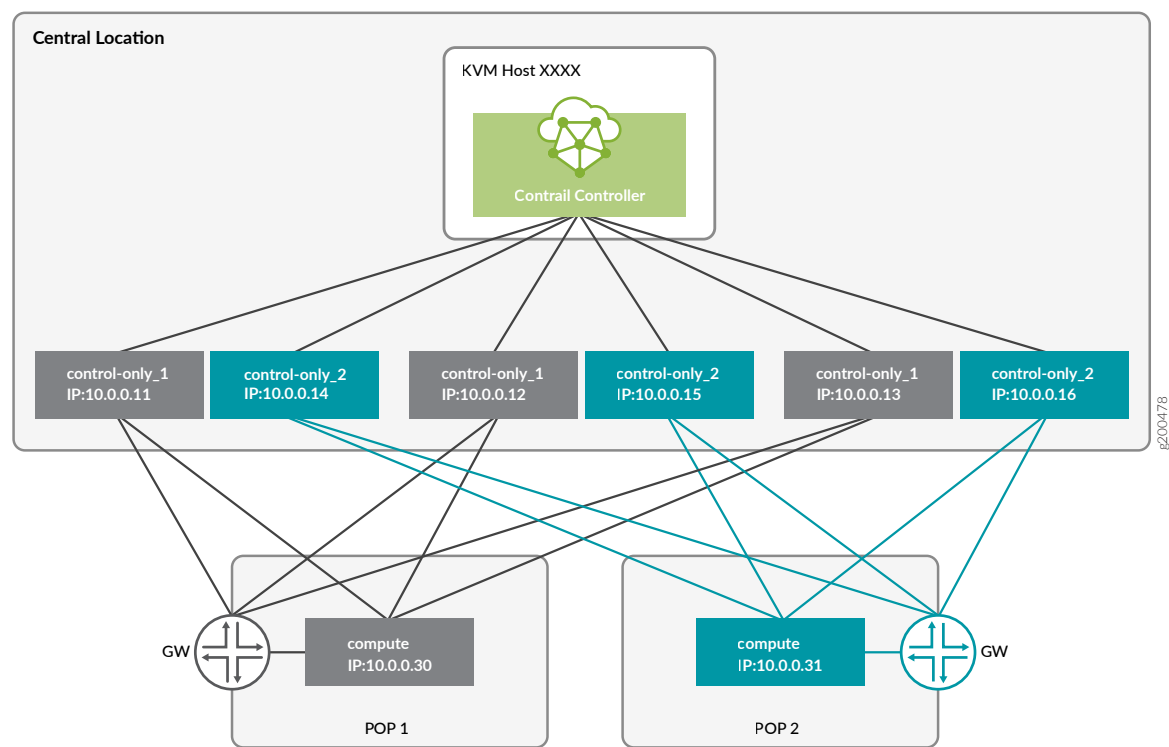 Central Location
KVM Host XXXX
Contrail Controller
control-only_1
IP:10.0.0.11
control-only_2
IP:10.0.0.14
control-only_1
IP:10.0.0.12
control-only_2
IP:10.0.0.15
control-only_1
IP:10.0.0.13
control-only_2
IP:10.0.0.16
g200478
GW
compute
IP:10.0.0.30
POP 1
compute
IP:10.0.0.31
GW
POP 2